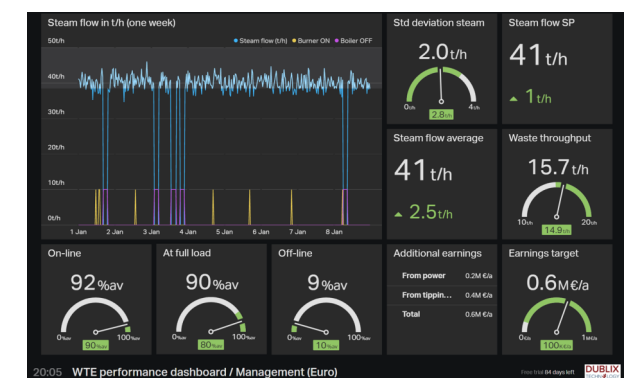 Steam flow in t/h (one week)
50t/h
Steam flow (t/h) Burner ON Boiler OFF
40t/h
30t/h
20t/h
10t/h
0t/h
1 Jan 2 Jan 3 Jan 4 Jan 5 Jan 6 Jan 7 Jan 8 Jan
Std deviation steam
2.0t/h
0t/h 4t/h
2.8t/h
Steam flow SP
41t/h
1t/h
Steam flow average
41t/h
2.5t/h
Waste throughput
15.7t/h
10t/h 20t/h
14.9t/h
On-line
92%av
0%av 100%av
90%av
At full load
90%av
0%av 100%av
80%av
Off-line
9%av
0%av 100%av
10%av
Additional earnings
From power 0.2M €/a
From tippin... 0.4M €/a
Total 0.6M €/a
Earnings target
0.6M€/a
0€/a 1M€/a
100k€/a
20:05 WTE performance dashboard / Management (Euro)
Free trial 84 days left
DUBLIX
TECHNOLOGY